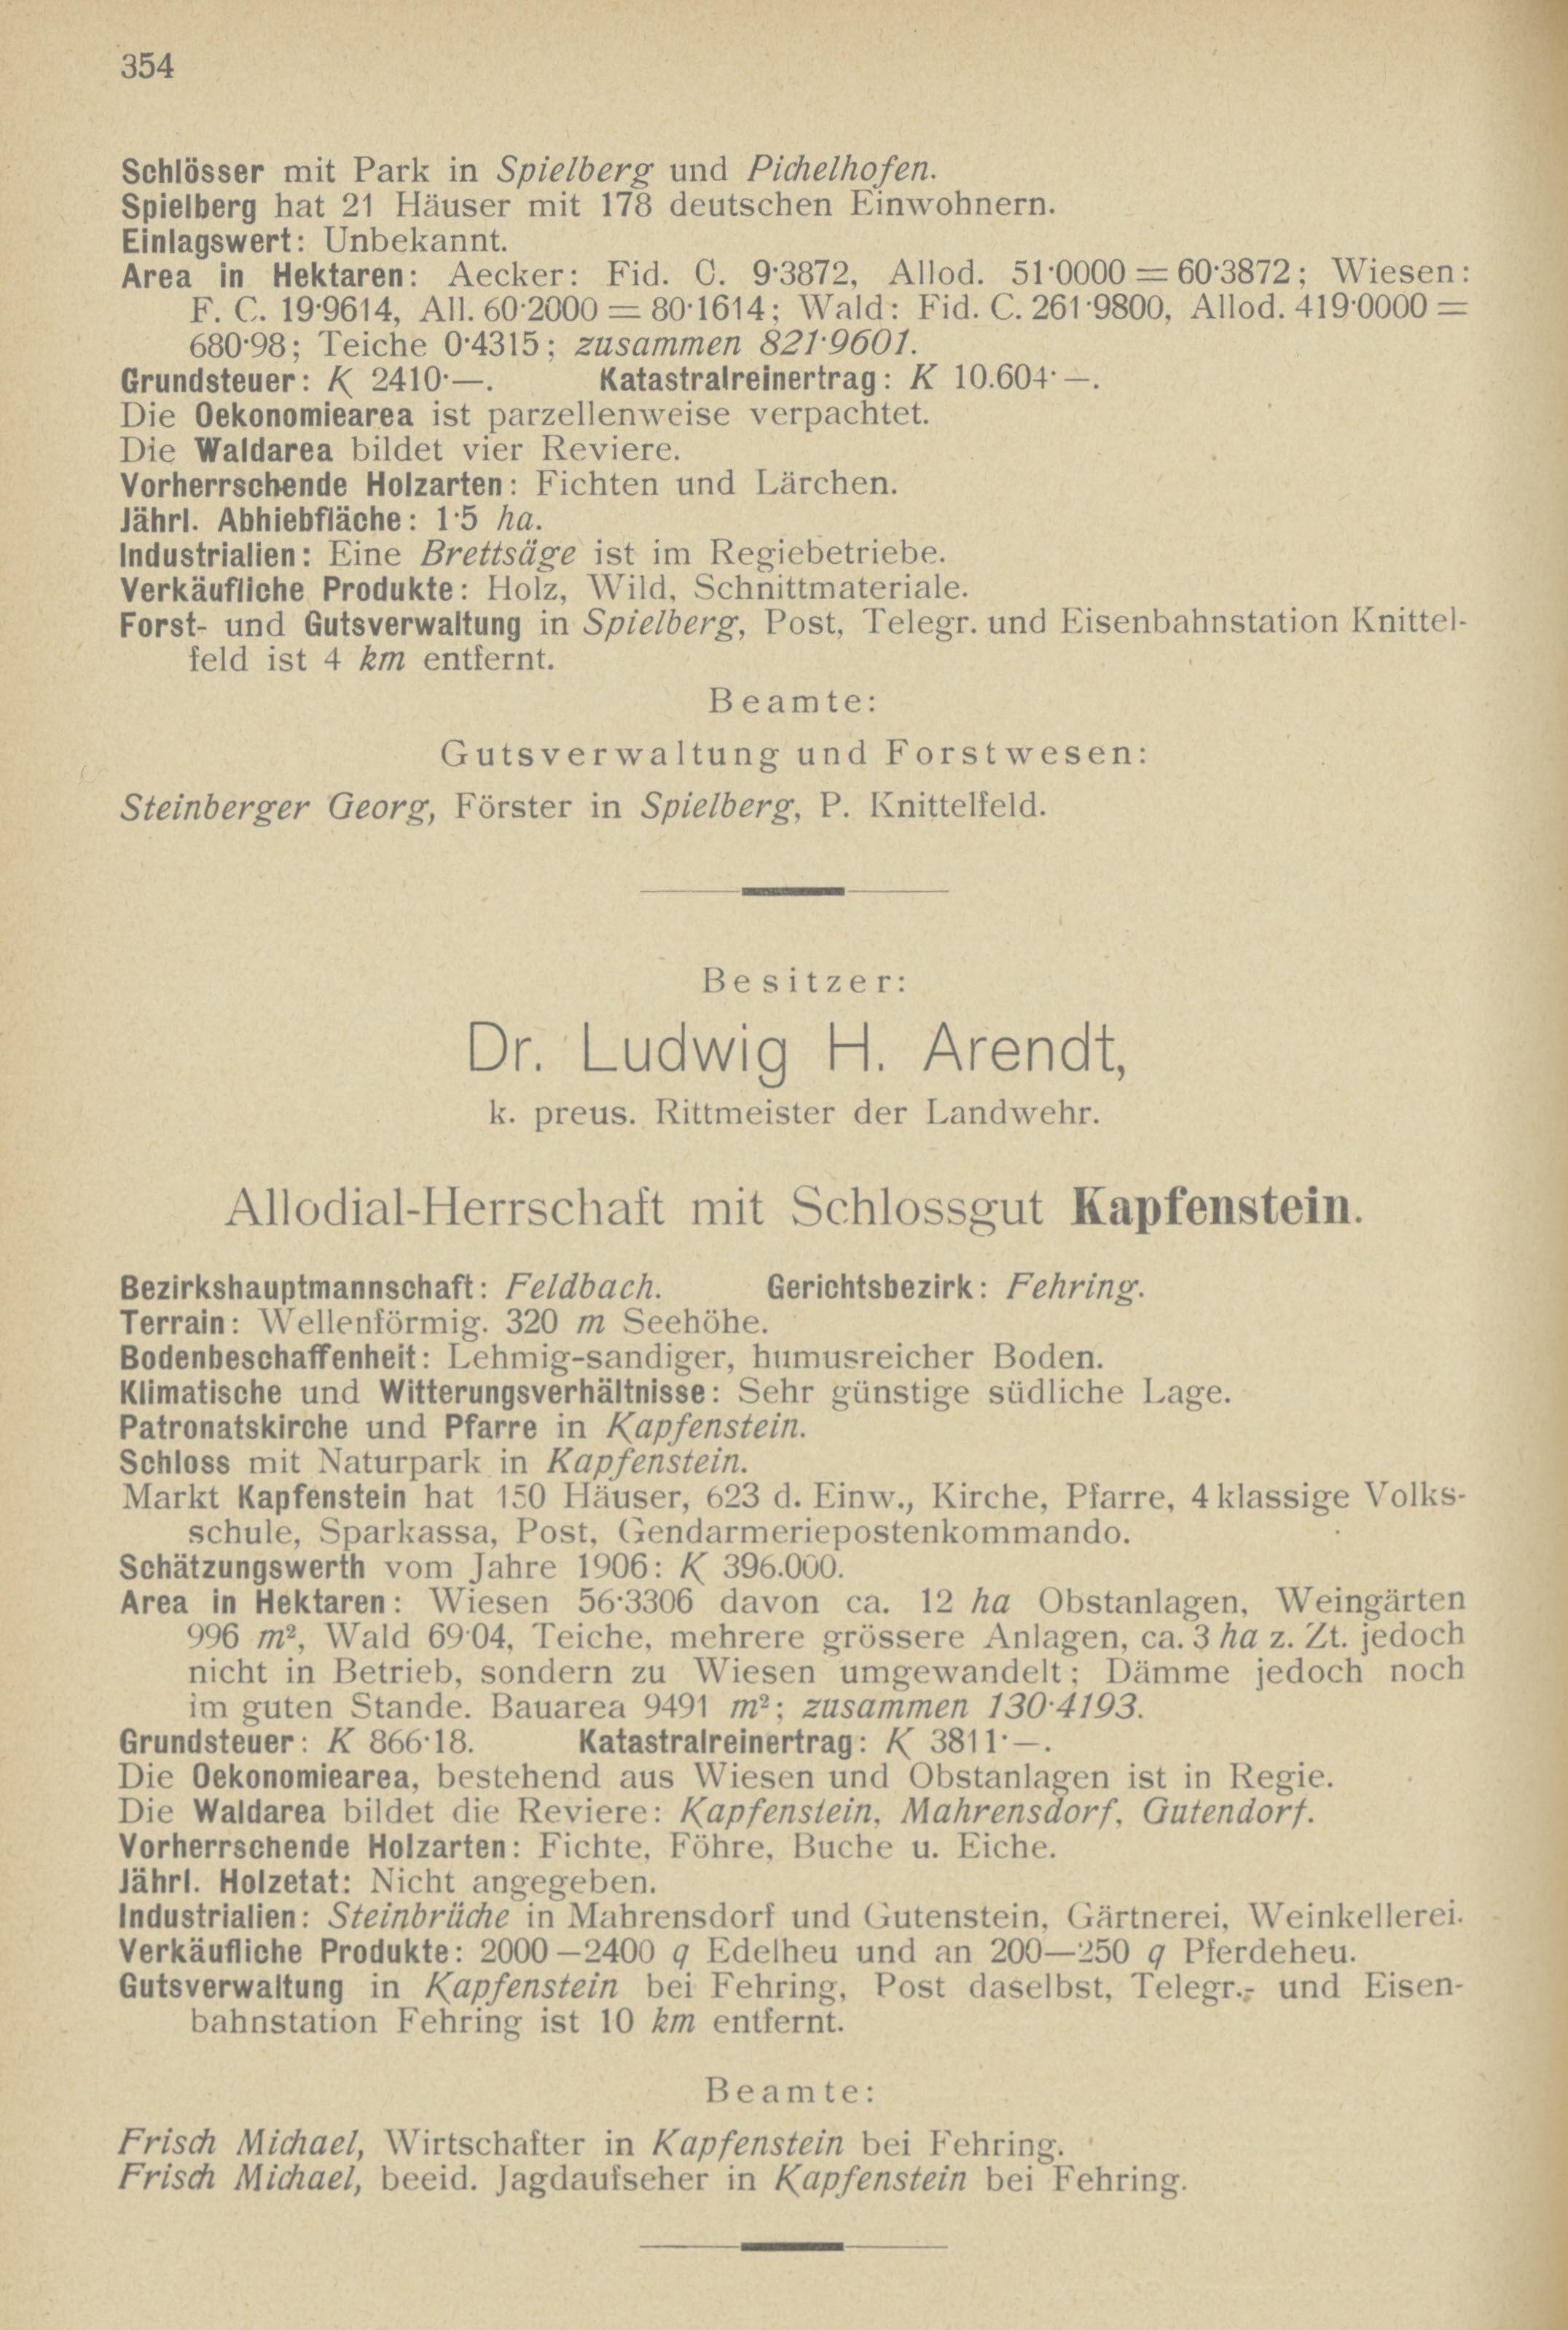 354
Schlösser mit Park in Spielberg und Pichelhofen.
Spielberg hat 21 Häuser mit 178 deutschen Einwohnern.
Einlagswert: Unbekannt.
Area in Hektaren: Aecker: Fid. C. 9·3872, Allod. 51·0000 = 60·3872; Wiesen:
F. C. 19·9614, All. 60·2000 = 80·1614; Wald: Fid. C. 261·9800, Allod. 419·0000 =
680·98; Teiche 0·4315; zusammen 821·9601.
Grundsteuer: K 2410·—. Katastralreinertrag: K 10.604·—.
Die Oekonomiearea ist parzellenweise verpachtet.
Die Waldarea bildet vier Reviere.
Vorherrschende Holzarten: Fichten und Lärchen.
Jährl. Abhiebfläche: 1·5 ha.
Industrialien: Eine Brettsäge ist im Regiebetriebe.
Verkäufliche Produkte: Holz, Wild, Schnittmateriale.
Forst- und Gutsverwaltung in Spielberg, Post, Telegr. und Eisenbahnstation Knittel-
feld ist 4 km entfernt.
Beamte:
Gutsverwaltung und Forstwesen:
Steinberger Georg, Förster in Spielberg, P. Knittelfeld.
Besitzer:
Dr. Ludwig H. Arendt,
k. preus. Rittmeister der Landwehr.
Allodial-Herrschaft mit Schlossgut Kapfenstein.
Bezirkshauptmannschaft: Feldbach. Gerichtsbezirk: Fehring.
Terrain: Wellenförmig. 320 m Seehöhe.
Bodenbeschaffenheit: Lehmig-sandiger, humusreicher Boden.
Klimatische und Witterungsverhältnisse: Sehr günstige südliche Lage.
Patronatskirche und Pfarre in Kapfenstein.
Schloss mit Naturpark in Kapfenstein.
Markt Kapfenstein hat 150 Häuser, 623 d. Einw., Kirche, Pfarre, 4 klassige Volks-
schule, Sparkassa, Post, Gendarmeriepostenkommando.
Schätzungswerth vom Jahre 1906: K 396.000.
Area in Hektaren: Wiesen 56·3306 davon ca. 12 ha Obstanlagen, Weingärten
996 m², Wald 69·04, Teiche, mehrere grössere Anlagen, ca. 3 ha z. Zt. jedoch
nicht in Betrieb, sondern zu Wiesen umgewandelt; Dämme jedoch noch
im guten Stande. Bauarea 9491 m²; zusammen 130·4193.
Grundsteuer: K 866·18. Katastralreinertrag: K 3811·—.
Die Oekonomiearea, bestehend aus Wiesen und Obstanlagen ist in Regie.
Die Waldarea bildet die Reviere: Kapfenstein, Mahrensdorf, Gutendorf.
Vorherrschende Holzarten: Fichte, Föhre, Buche u. Eiche.
Jährl. Holzetat: Nicht angegeben.
Industrialien: Steinbrüche in Mahrensdorf und Gutenstein, Gärtnerei, Weinkellerei.
Verkäufliche Produkte: 2000—2400 q Edelheu und an 200—250 q Pferdeheu.
Gutsverwaltung in Kapfenstein bei Fehring, Post daselbst, Telegr.- und Eisen-
bahnstation Fehring ist 10 km entfernt.
Beamte:
Frisch Michael, Wirtschafter in Kapfenstein bei Fehring.
Frisch Michael, beeid. Jagdaufseher in Kapfenstein bei Fehring.